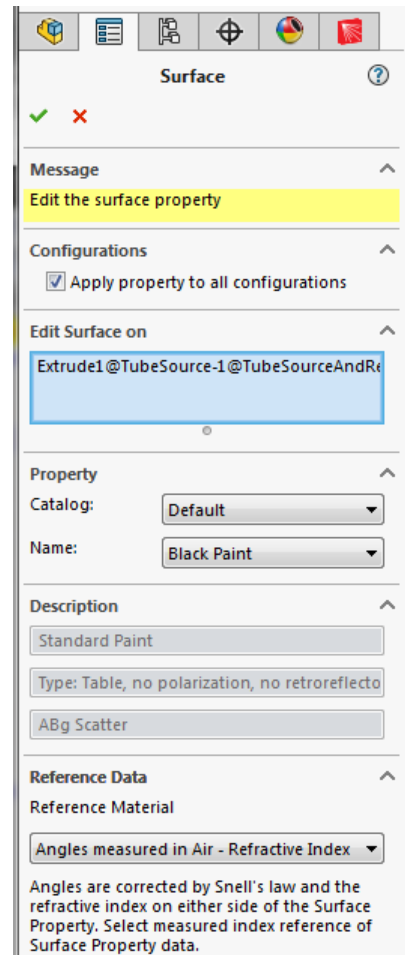 Surface
Message
Edit the surface property
Configurations
Apply property to all configurations
Edit Surface on
Extrude1@TubeSource-1@TubeSourceAndRe
Property
Catalog:
Default
Name:
Black Paint
Description
Standard Paint
Type: Table, no polarization, no retroreflecto
ABg Scatter
Reference Data
Reference Material
Angles measured in Air - Refractive Index
Angles are corrected by Snell's law and the
refractive index on either side of the Surface
Property. Select measured index reference of
Surface Property data.